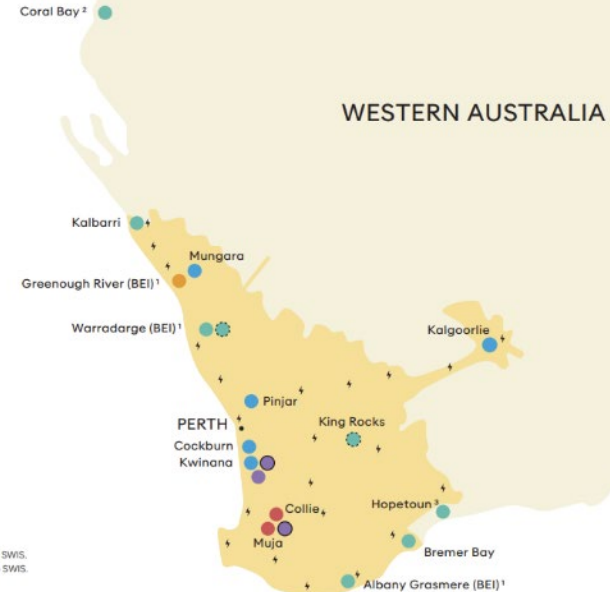 Coral Bay ²
WESTERN AUSTRALIA
Kalbarri
Mungara
Greenough River (BEI) ¹
Warradarge (BEI) ¹
Kalgoorlie
Pinjar
PERTH
King Rocks
Cockburn
Kwinana
Collie
Hopetoun ³
Muja
Bremer Bay
SWIS.
SWIS.
Albany Grasmere (BEI) ¹